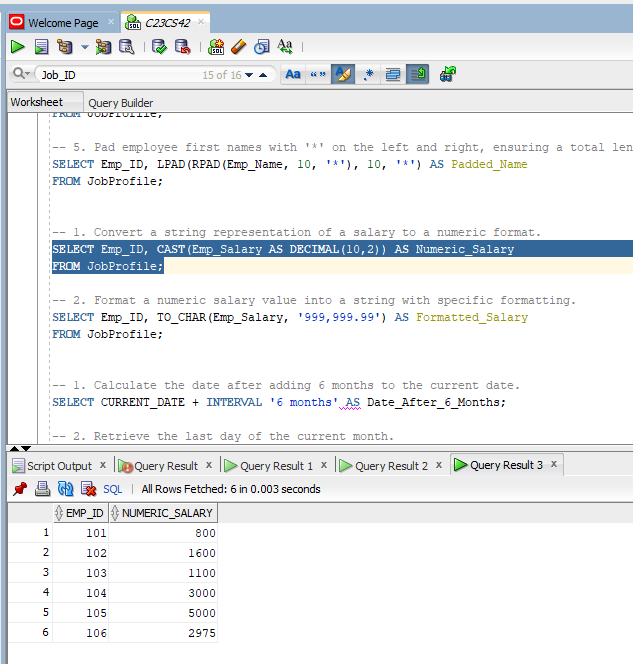 Welcome Page
C23CS42
Job_ID
15 of 16
Aa
Worksheet
Query Builder
FROM JobProfile;
-- 5. Pad employee first names with '*' on the left and right, ensuring a total len
SELECT Emp_ID, LPAD(RPAD(Emp_Name, 10, '*'), 10, '*') AS Padded_Name
FROM JobProfile;
-- 1. Convert a string representation of a salary to a numeric format.
SELECT Emp_ID, CAST(Emp_Salary AS DECIMAL(10,2)) AS Numeric_Salary
FROM JobProfile;
-- 2. Format a numeric salary value into a string with specific formatting.
SELECT Emp_ID, TO_CHAR(Emp_Salary, '999,999.99') AS Formatted_Salary
FROM JobProfile;
-- 1. Calculate the date after adding 6 months to the current date.
SELECT CURRENT_DATE + INTERVAL '6 months' AS Date_After_6_Months;
-- 2. Retrieve the last day of the current month.
Script Output x Query Result x Query Result 1 x Query Result 2 x Query Result 3 x
SQL | All Rows Fetched: 6 in 0.003 seconds
EMP_ID NUMERIC_SALARY
1 101 800
2 102 1600
3 103 1100
4 104 3000
5 105 5000
6 106 2975